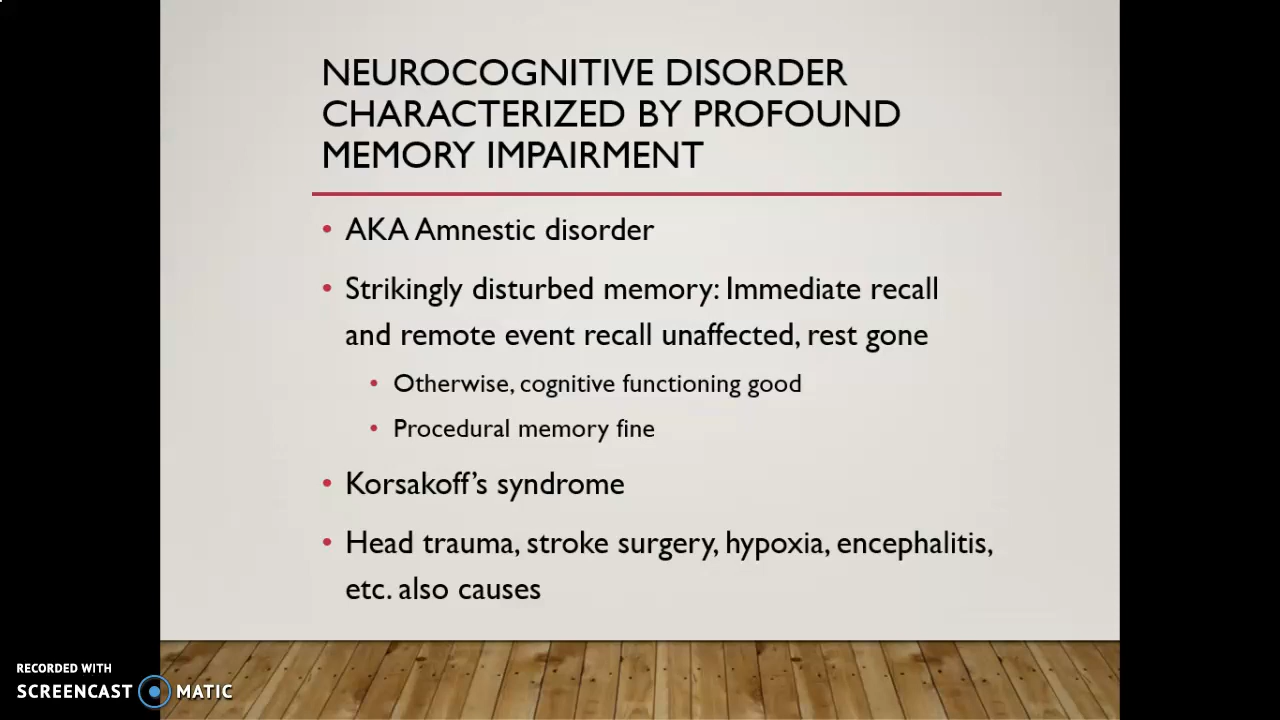 NEUROCOGNITIVE DISORDER
CHARACTERIZED BY PROFOUND
MEMORY IMPAIRMENT
• AKA Amnestic disorder
• Strikingly disturbed memory: Immediate recall
and remote event recall unaffected, rest gone
• Otherwise, cognitive functioning good
• Procedural memory fine
• Korsakoff's syndrome
• Head trauma, stroke surgery, hypoxia, encephalitis,
etc. also causes
RECORDED WITH
SCREENCAST MATIC